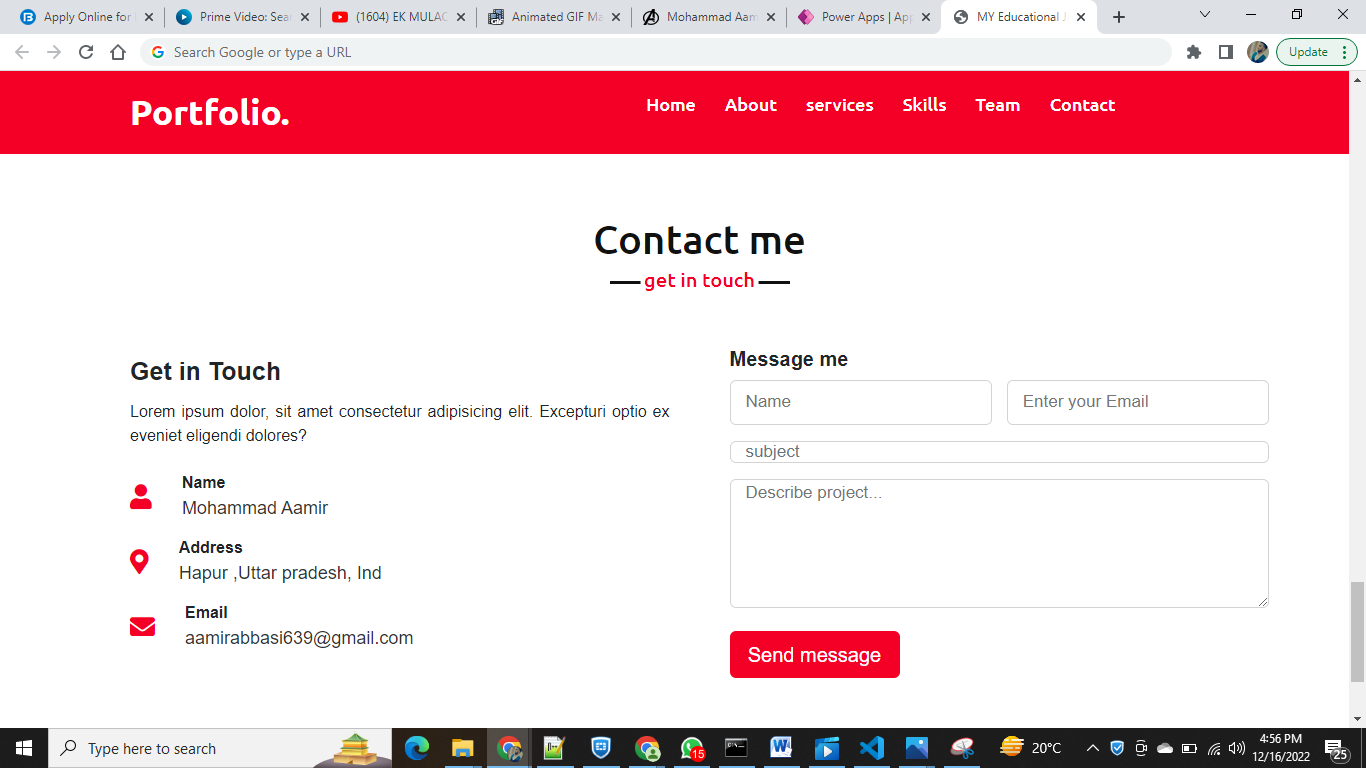 Apply Online for
Prime Video: Sea
(1604) EK MULAC
Animated GIF Ma
Mohammad Aam
Power Apps | App
MY Educational J
Search Google or type a URL
Update
Portfolio.
Home About services Skills Team Contact
Contact me
get in touch
Get in Touch
Lorem ipsum dolor, sit amet consectetur adipisicing elit. Excepturi optio ex
eveniet eligendi dolores?
Name
Mohammad Aamir
Address
Hapur ,Uttar pradesh, Ind
Email
aamirabbasi639@gmail.com
Message me
Name
Enter your Email
subject
Describe project...
Send message
Type here to search
15
20°C
4:56 PM
12/16/2022
25